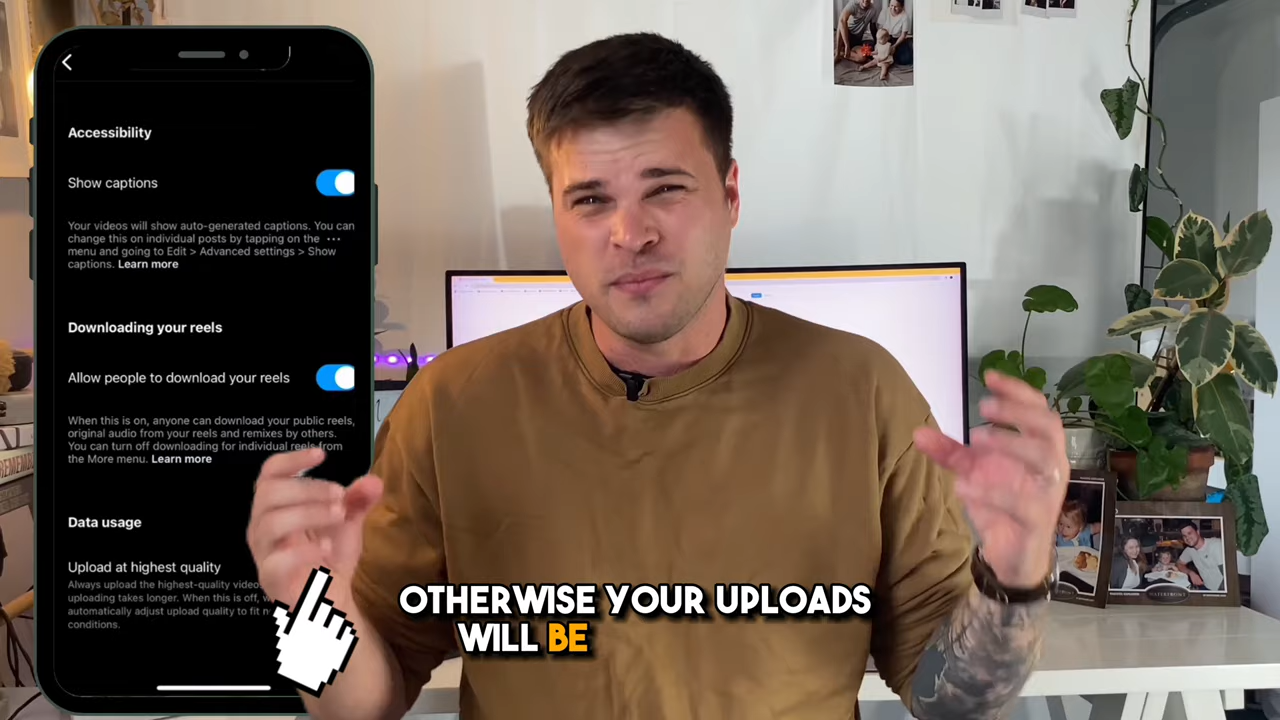 Accessibility
Show captions
Your videos will show auto-generated captions. You can
change this on individual posts by tapping on the ...
menu and going to Edit > Advanced settings > Show
captions. Learn more
Downloading your reels
Allow people to download your reels
When this is on, anyone can download your public reels,
original audio from your reels and remixes by others.
You can turn off downloading for individual reels from
the More menu. Learn more
Data usage
Upload at highest quality
Always upload the highest-quality
uploading takes longer. When this is off,
automatically adjust upload quality to fit
conditions.
OTHERWISE YOUR UPLOADS
WILL BE